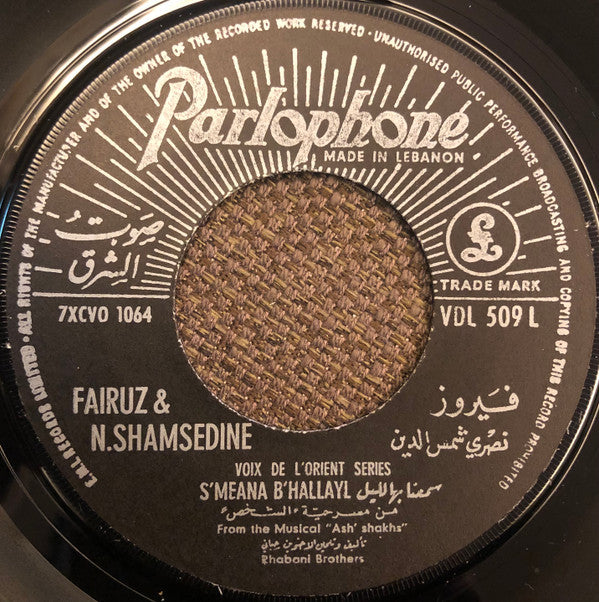 E.M.I. RECORDS LIMITED · ALL RIGHTS OF THE MANUFACTURER AND OF THE OWNER OF THE RECORDED WORK RESERVED · UNAUTHORISED PUBLIC PERFORMANCE BROADCASTING AND COPYING OF THIS RECORD PROHIBITED
Parlophone
MADE IN LEBANON
صوت الشرق
£
TRADE MARK
7XCVO 1064
VDL 509 L
FAIRUZ &
N.SHAMSEDINE
فيروز
نصري شمس الدين
VOIX DE L'ORIENT SERIES
S'MEANA B'HALLAYL سمعنا بهالليل
من مسرحية "الشخص"
From the Musical "Ash' shakhs"
تأليف وتلحين الاخوين رحباني
Rhabani Brothers